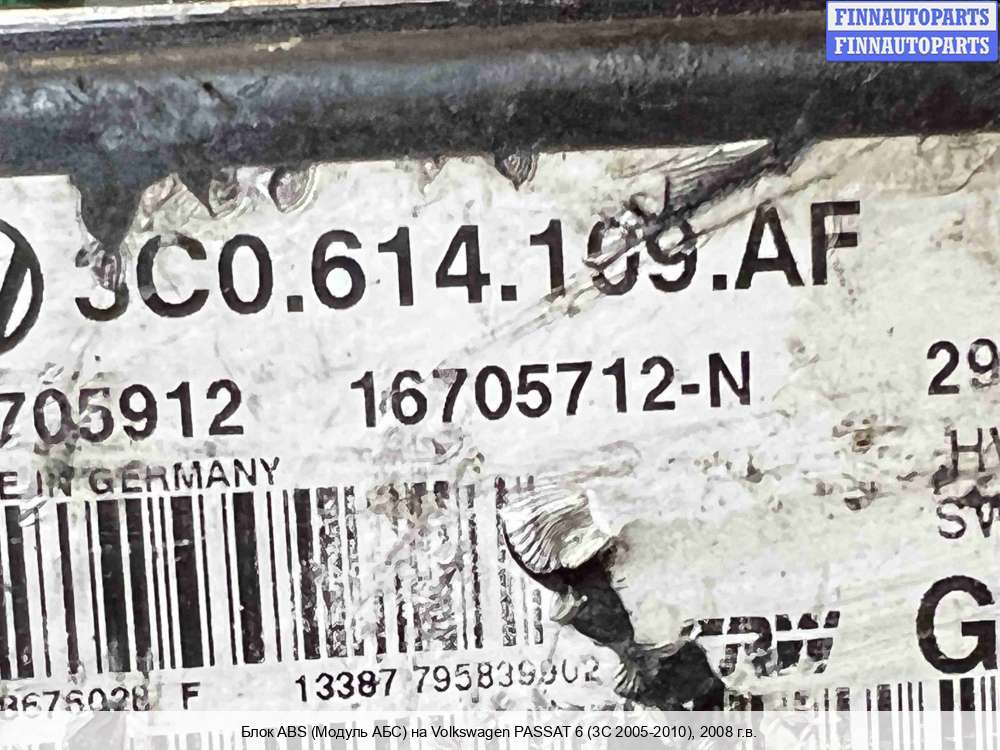 FINNAUTOPARTS
FINNAUTOPARTS
3C0.614.109.AF
705912 16705712-N 29
E IN GERMANY
TRW G
F 13387 795839902
Блок ABS (Модуль АБС) на Volkswagen PASSAT 6 (3C 2005-2010), 2008 г.в.